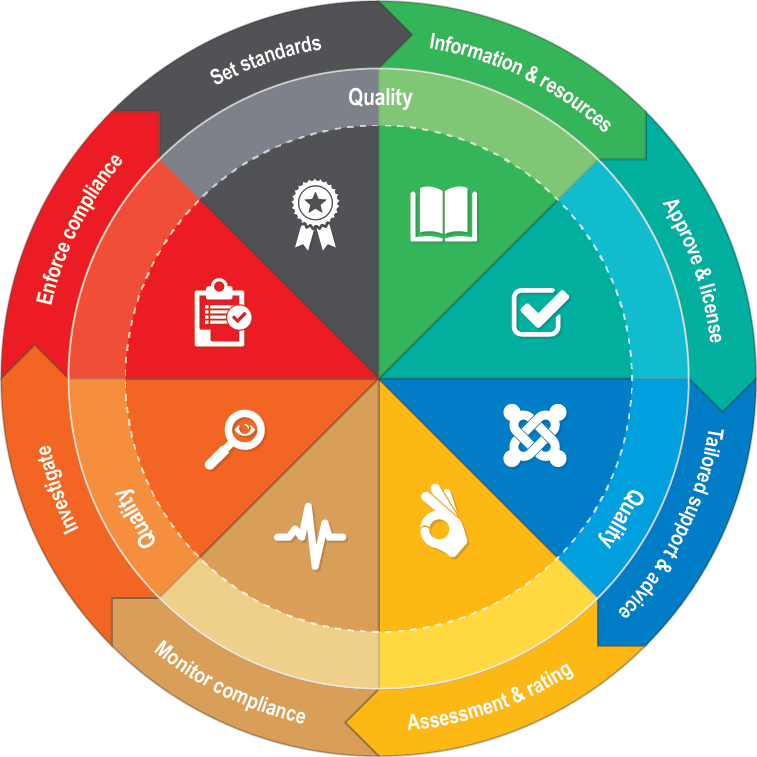 Set standards
Information & resources
Quality
Approve & license
Tailored support & advice
Quality
Assessment & rating
Monitor compliance
Investigate
Quality
Enforce compliance